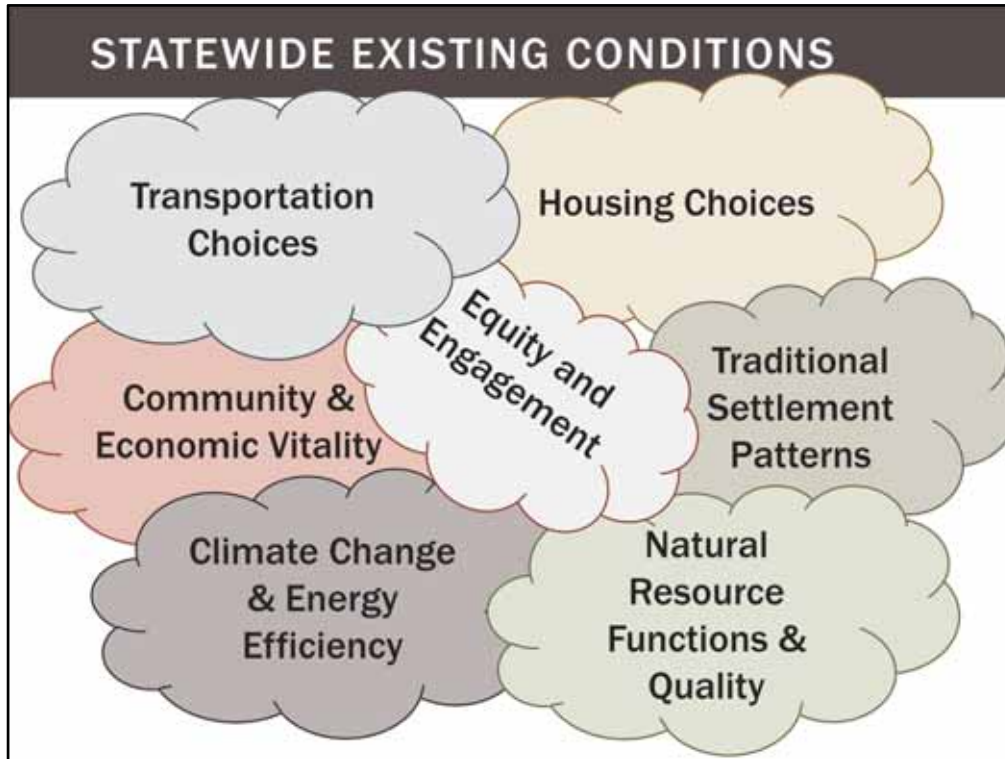 STATEWIDE EXISTING CONDITIONS
Transportation
Choices
Housing Choices
Equity and
Engagement
Community &
Economic Vitality
Traditional
Settlement
Patterns
Climate Change
& Energy
Efficiency
Natural
Resource
Functions &
Quality